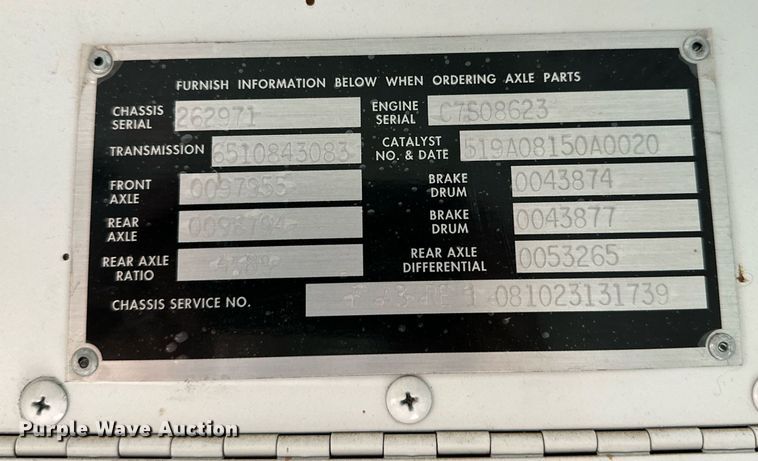 FURNISH INFORMATION BELOW WHEN ORDERING AXLE PARTS
CHASSIS SERIAL 262971 ENGINE SERIAL C7S08623
TRANSMISSION 6510843083 CATALYST NO. & DATE 519A08150A0020
FRONT AXLE 0097955 BRAKE DRUM 0043874
REAR AXLE BRAKE DRUM 0043877
REAR AXLE RATIO REAR AXLE DIFFERENTIAL 0053265
CHASSIS SERVICE NO. 081023131739
Purple Wave Auction